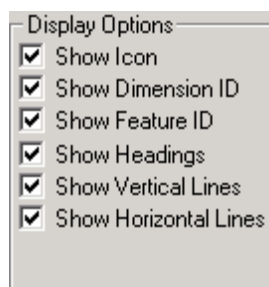 Display Options
Show Icon
Show Dimension ID
Show Feature ID
Show Headings
Show Vertical Lines
Show Horizontal Lines